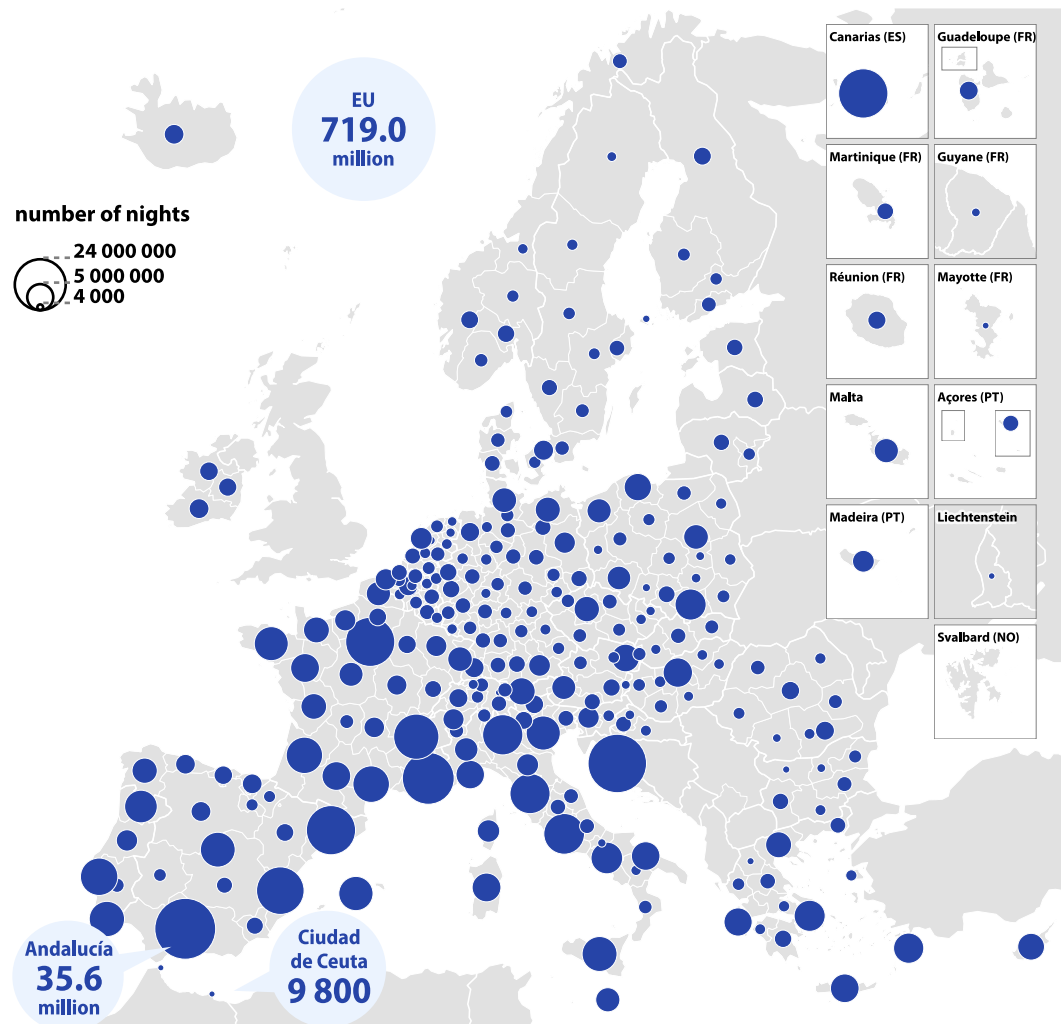 EU
719.0
million
number of nights
24 000 000
5 000 000
4 000
Canarias (ES)
Guadeloupe (FR)
Martinique (FR)
Guyane (FR)
Réunion (FR)
Mayotte (FR)
Malta
Açores (PT)
Madeira (PT)
Liechtenstein
Svalbard (NO)
Andalucía
35.6
million
Ciudad
de Ceuta
9 800